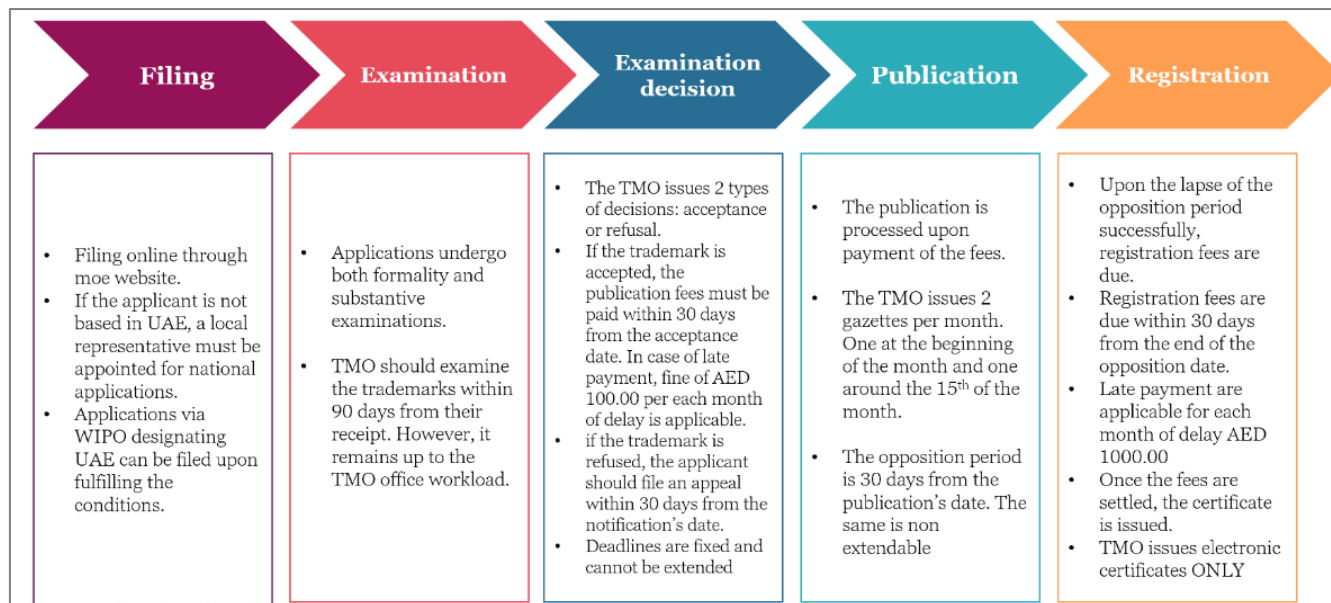 Filing
Examination
Examination
decision
Publication
Registration
• Filing online through
moe website.
• If the applicant is not
based in UAE, a local
representative must be
appointed for national
applications.
• Applications via
WIPO designating
UAE can be filed upon
fulfilling the
conditions.
• Applications undergo
both formality and
substantive
examinations.
• TMO should examine
the trademarks within
90 days from their
receipt. However, it
remains up to the
TMO office workload.
• The TMO issues 2 types
of decisions: acceptance
or refusal.
• If the trademark is
accepted, the
publication fees must be
paid within 30 days
from the acceptance
date. In case of late
payment, fine of AED
100.00 per each month
of delay is applicable.
• if the trademark is
refused, the applicant
should file an appeal
within 30 days from the
notification's date.
• Deadlines are fixed and
cannot be extended
• The publication is
processed upon
payment of the fees.
• The TMO issues 2
gazettes per month.
One at the beginning
of the month and one
around the 15th of the
month.
• The opposition period
is 30 days from the
publication's date. The
same is non
extendable
• Upon the lapse of the
opposition period
successfully,
registration fees are
due.
• Registration fees are
due within 30 days
from the end of the
opposition date.
• Late payment are
applicable for each
month of delay AED
1000.00
• Once the fees are
settled, the certificate
is issued.
• TMO issues electronic
certificates ONLY